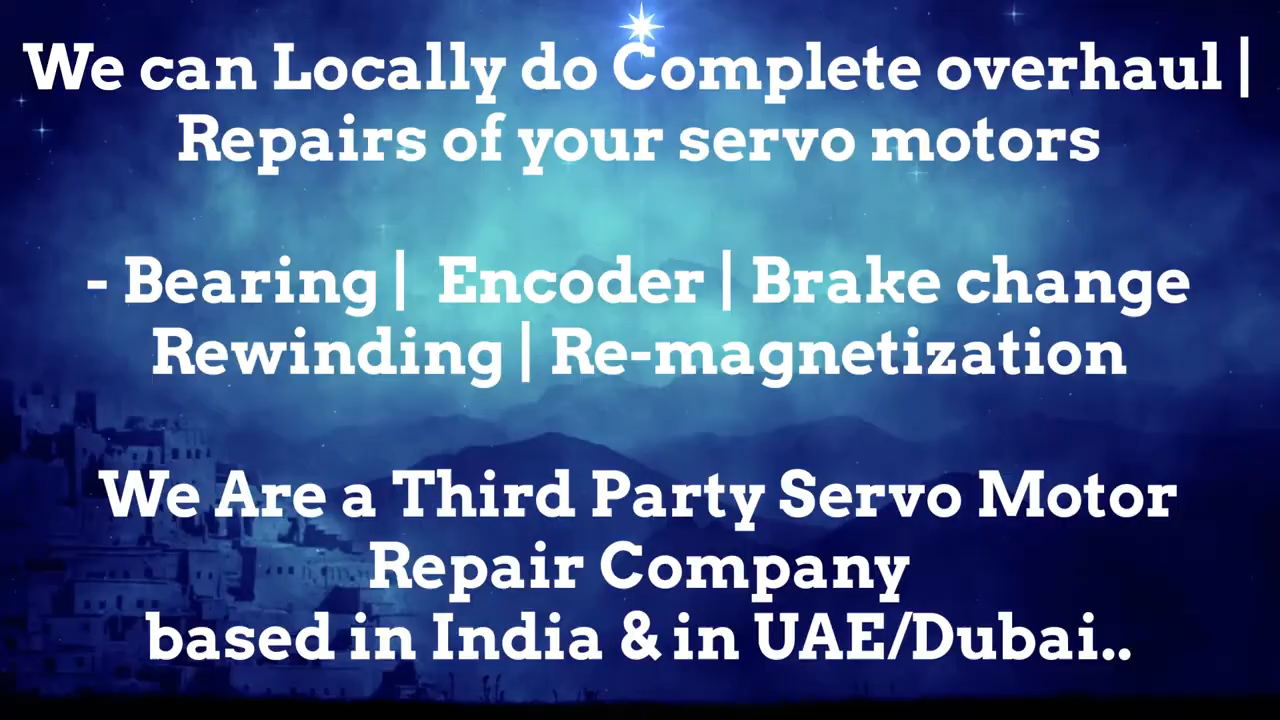 We can Locally do Complete overhaul |
Repairs of your servo motors
- Bearing | Encoder | Brake change
Rewinding | Re-magnetization
We Are a Third Party Servo Motor
Repair Company
based in India & in UAE/Dubai..